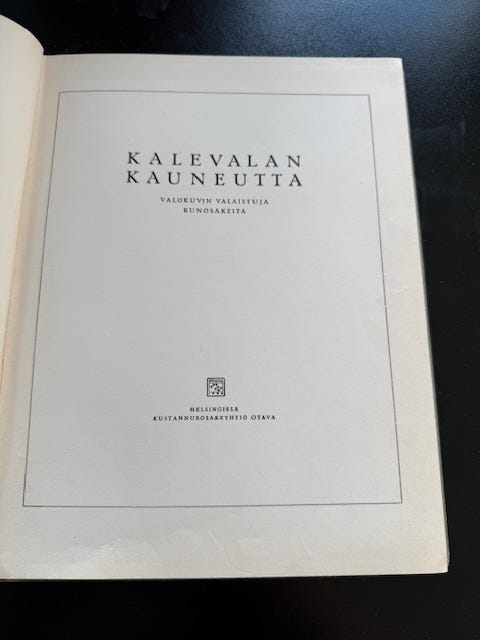 KALEVALAN
KAUNEUTTA
VALOKUVIN VALAISTUJA
RUNOSÄKEITÄ
OTAVA
HELSINGISSÄ
KUSTANNUSOSAKEYHTIÖ OTAVA